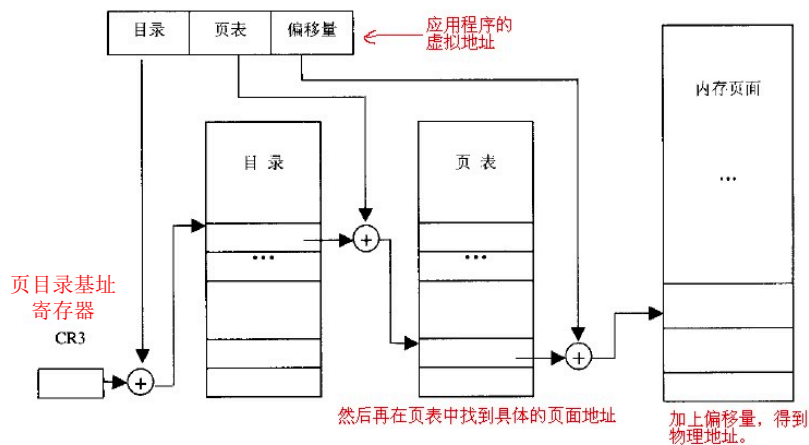 目录 页表 偏移量
应用程序的
虚拟地址
内存页面
目 录
页 表
...
...
...
页目录基址
寄存器
CR3
然后再在页表中找到具体的页面地址
加上偏移量，得到
物理地址。